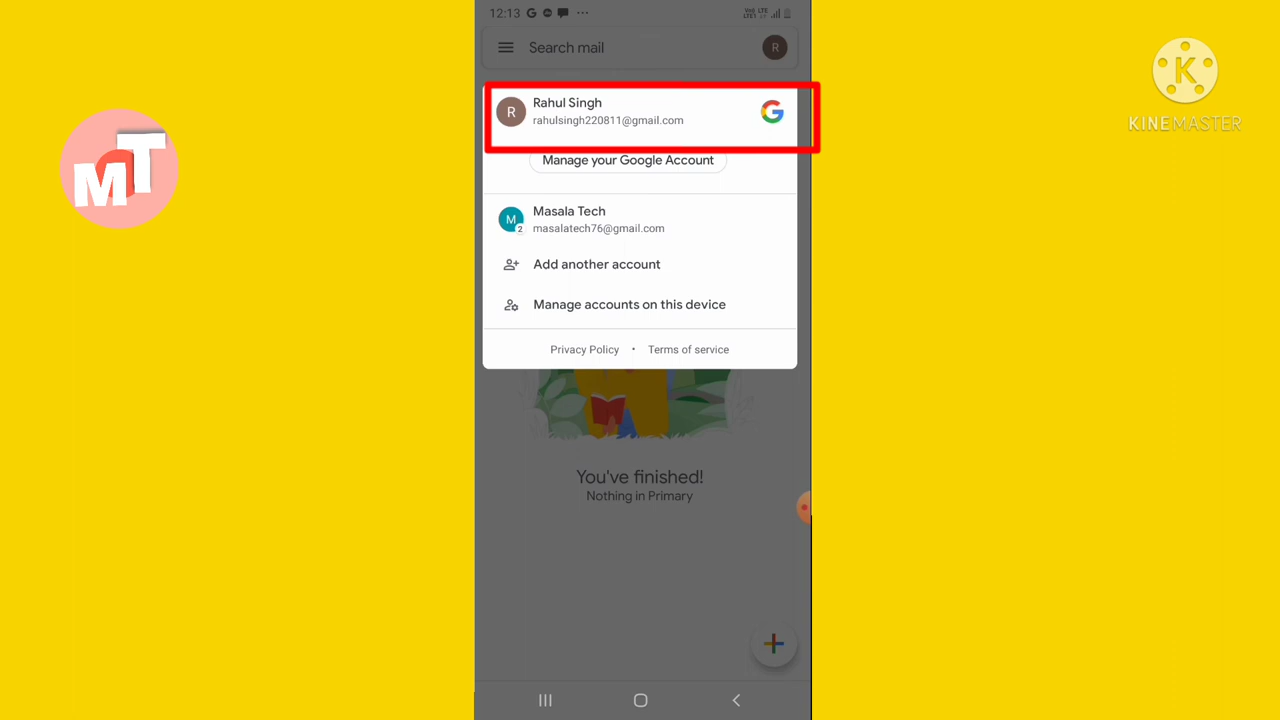 12:13
Search mail
R
R
Rahul Singh
rahulsingh220811@gmail.com
Manage your Google Account
M
2
Masala Tech
masalatech76@gmail.com
Add another account
Manage accounts on this device
Privacy Policy • Terms of service
You've finished!
Nothing in Primary
MT
K
KINEMASTER